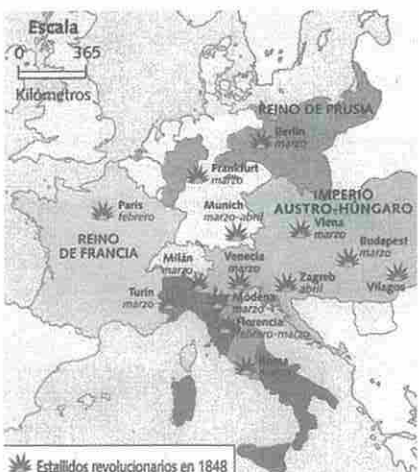 Escala
0 365
Kilómetros
REINO DE PRUSIA
Berlín
marzo
Frankfurt
marzo
IMPERIO
AUSTRO-HÚNGARO
París
febrero
Munich
marzo-abril
Viena
marzo
REINO
DE FRANCIA
Budapest
marzo
Milán
marzo
Venecia
marzo
Zagreb
abril
Vilagos
Turín
marzo
Módena
marzo
Florencia
febrero-marzo
Estallidos revolucionarios en 1848